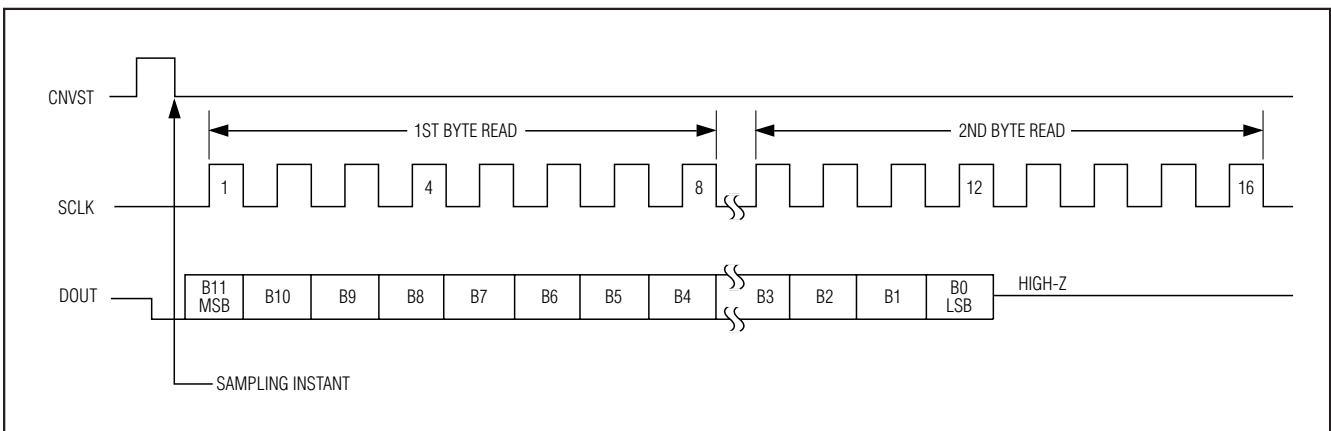 CNVST
1ST BYTE READ
2ND BYTE READ
SCLK
1 4 8 12 16
DOUT
B11 MSB
B10
B9
B8
B7
B6
B5
B4
B3
B2
B1
B0 LSB
HIGH-Z
SAMPLING INSTANT